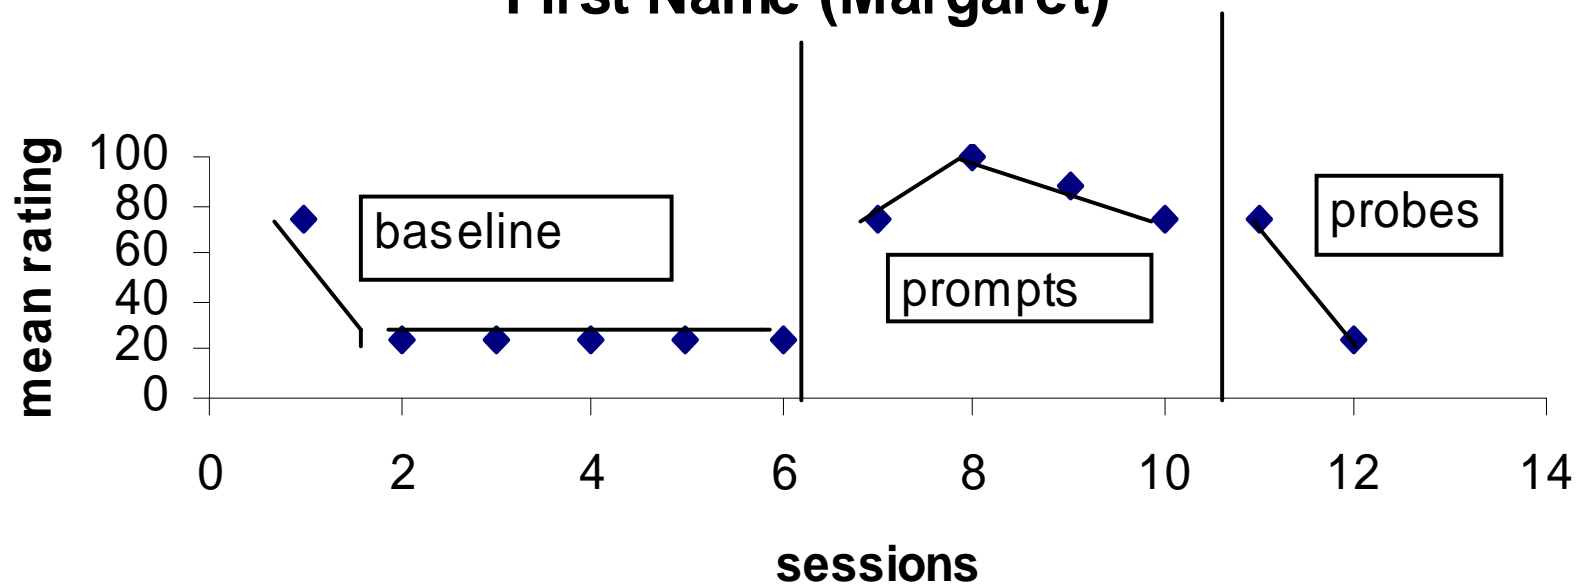 First Name (Margaret)
mean rating
100
80
60
40
20
0
baseline
prompts
probes
0 2 4 6 8 10 12 14
sessions